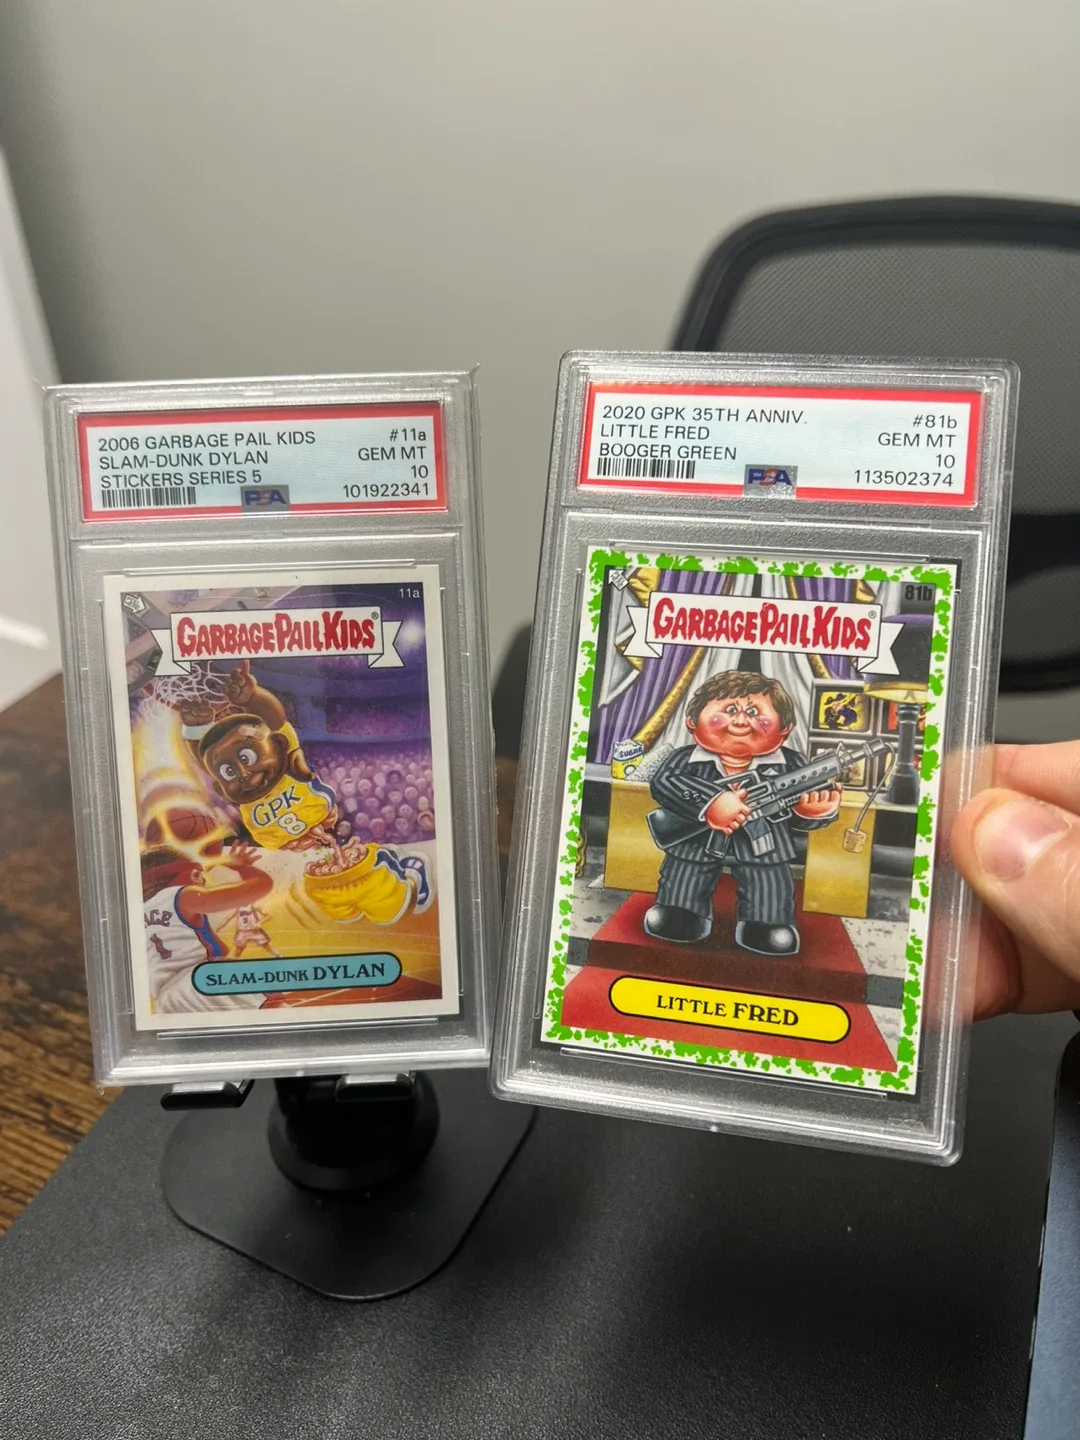 2006 GARBAGE PAIL KIDS #11a
SLAM-DUNK DYLAN GEM MT
STICKERS SERIES 5 10
PSA 101922341
11a
GARBAGE PAIL KIDS®
GPK
8
1
SLAM-DUNK DYLAN
2020 GPK 35TH ANNIV. #81b
LITTLE FRED GEM MT
BOOGER GREEN 10
PSA 113502374
81b
GARBAGE PAIL KIDS®
SUGAR
LITTLE FRED